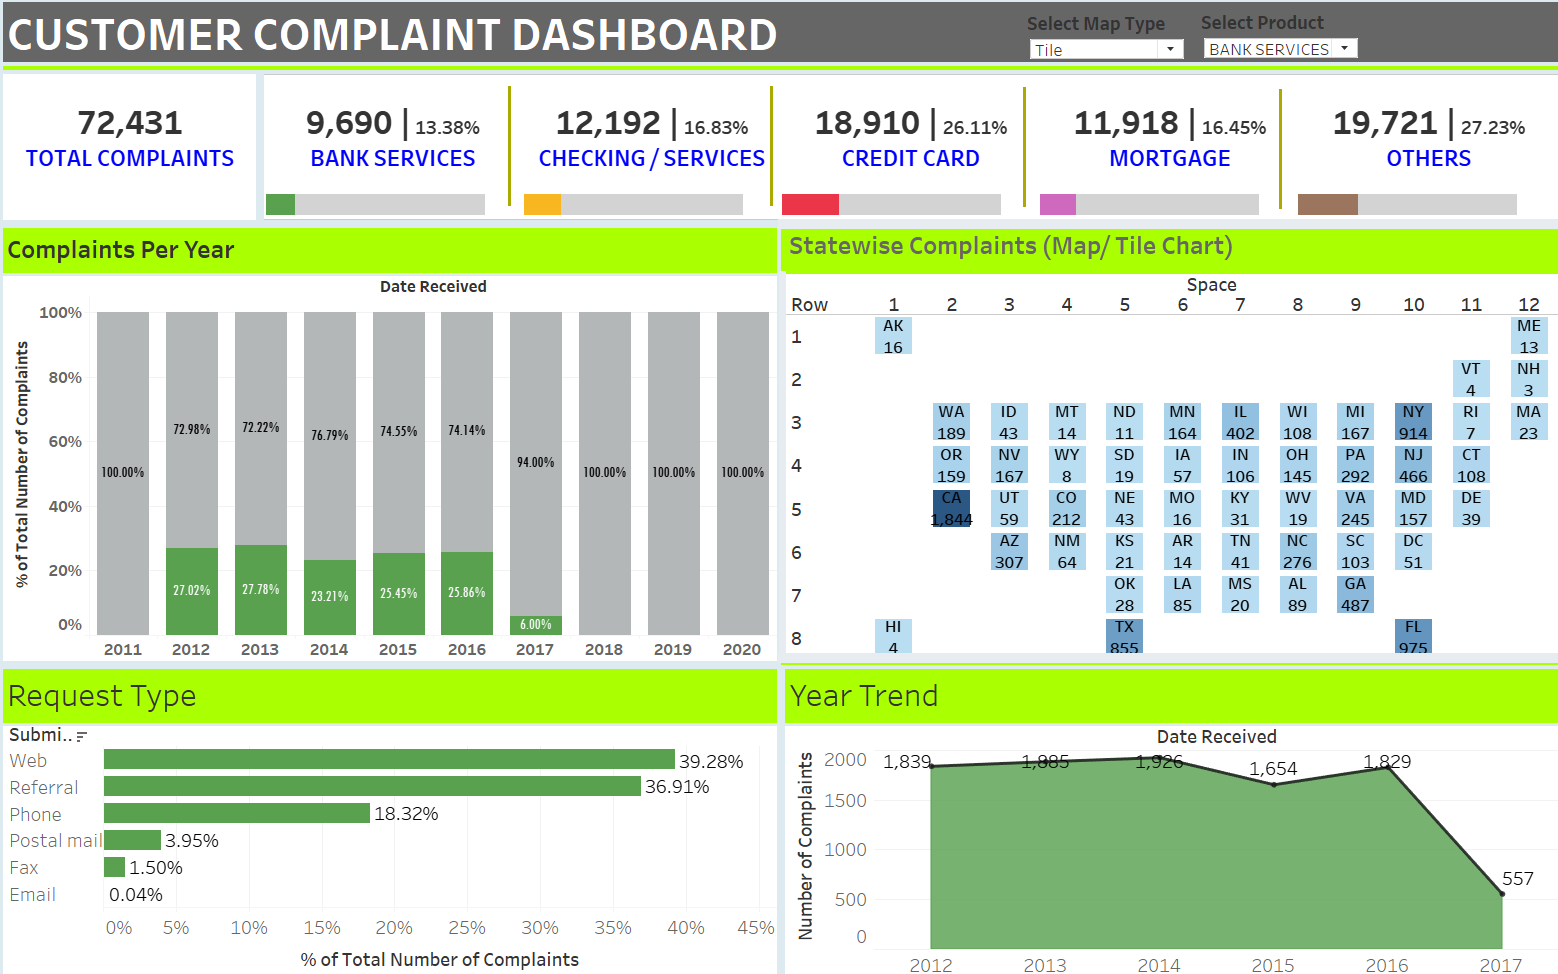 CUSTOMER COMPLAINT DASHBOARD
Select Map Type
Tile
Select Product
BANK SERVICES
72,431
TOTAL COMPLAINTS
9,690 | 13.38%
BANK SERVICES
12,192 | 16.83%
CHECKING / SERVICES
18,910 | 26.11%
CREDIT CARD
11,918 | 16.45%
MORTGAGE
19,721 | 27.23%
OTHERS
Complaints Per Year
Date Received
% of Total Number of Complaints
100%
80%
60%
40%
20%
0%
100.00%
72.98%
72.22%
76.79%
74.55%
74.14%
94.00%
100.00%
100.00%
100.00%
27.02%
27.78%
23.21%
25.45%
25.86%
6.00%
2011 2012 2013 2014 2015 2016 2017 2018 2019 2020
Statewise Complaints (Map/ Tile Chart)
Space
Row 1 2 3 4 5 6 7 8 9 10 11 12
1
AK ME
16 13
2
VT NH
4 3
3
WA ID MT ND MN IL WI MI NY RI MA
189 43 14 11 164 402 108 167 914 7 23
4
OR NV WY SD IA IN OH PA NJ CT
159 167 8 19 57 106 145 292 466 108
5
CA UT CO NE MO KY WV VA MD DE
1,844 59 212 43 16 31 19 245 157 39
6
AZ NM KS AR TN NC SC DC
307 64 21 14 41 276 103 51
7
OK LA MS AL GA
28 85 20 89 487
8
HI TX FL
4 855 975
Request Type
Submi..
Web 39.28%
Referral 36.91%
Phone 18.32%
Postal mail 3.95%
Fax 1.50%
Email 0.04%
0% 5% 10% 15% 20% 25% 30% 35% 40% 45%
% of Total Number of Complaints
Year Trend
Date Received
Number of Complaints
2000
1500
1000
500
0
1,839
1,885
1,926
1,654
1,829
557
2012 2013 2014 2015 2016 2017